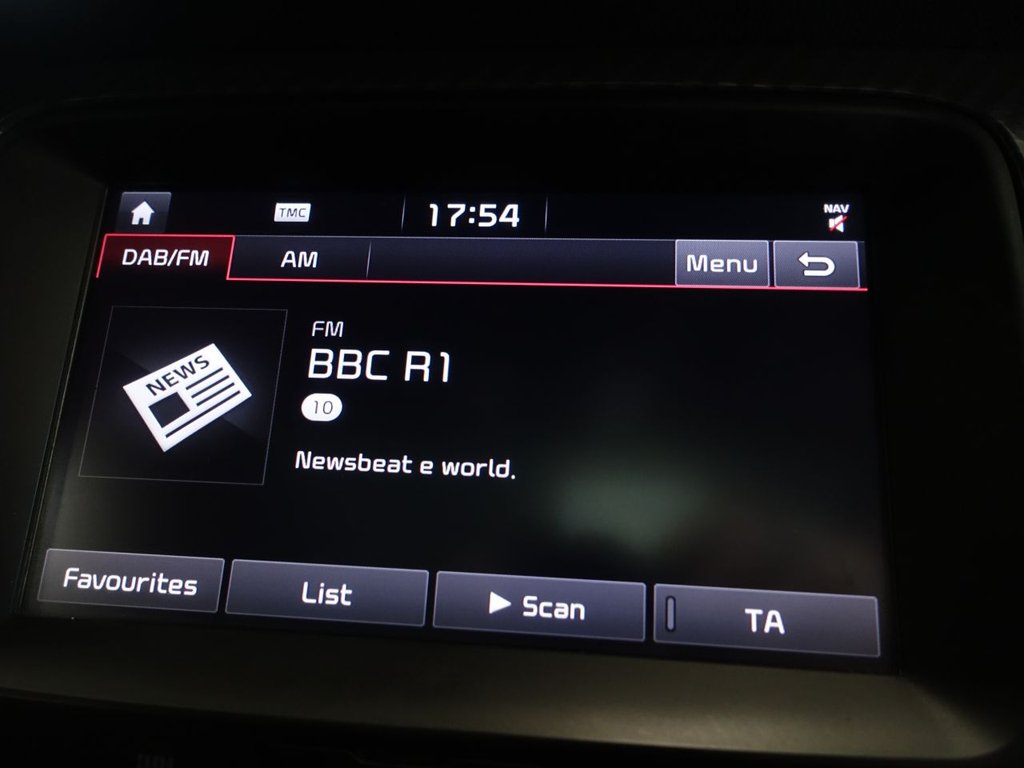 TMC 17:54 NAV
DAB/FM AM Menu
NEWS
FM
BBC R1
10
Newsbeat e world.
Favourites List Scan TA